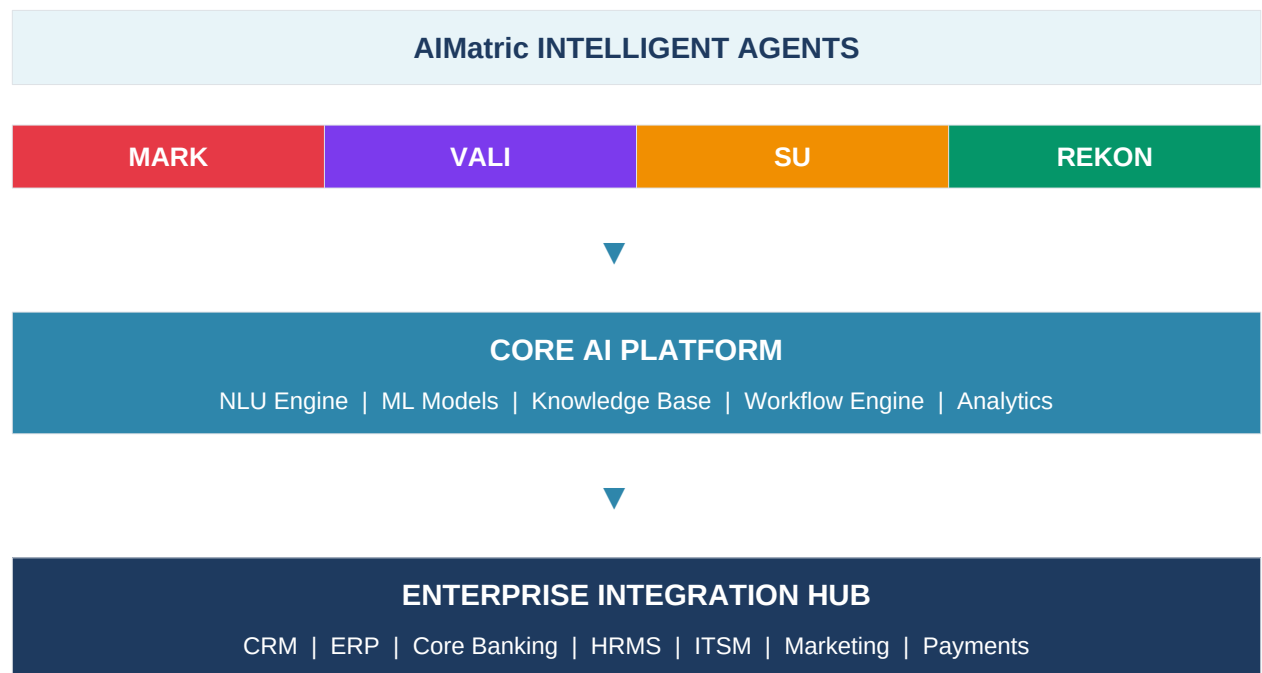 AIMatric INTELLIGENT AGENTS
MARK VALI SU REKON
CORE AI PLATFORM
NLU Engine | ML Models | Knowledge Base | Workflow Engine | Analytics
ENTERPRISE INTEGRATION HUB
CRM | ERP | Core Banking | HRMS | ITSM | Marketing | Payments